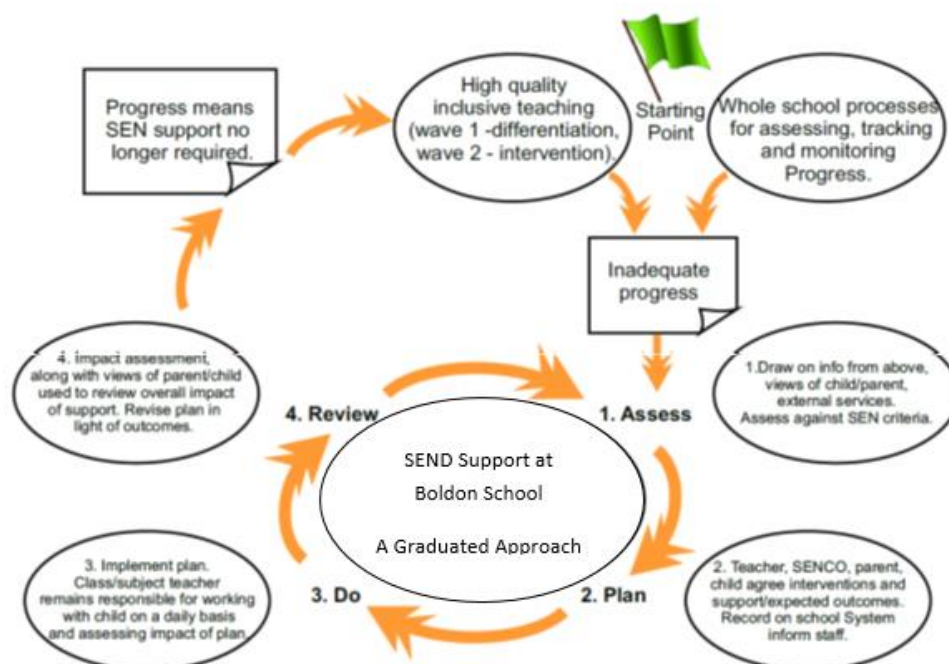 Starting
Point
High quality
inclusive teaching
(wave 1 -differentiation,
wave 2 - intervention).
Whole school processes
for assessing, tracking
and monitoring
Progress.
Progress means
SEN support no
longer required.
Inadequate
progress
1. Assess
1.Draw on info from above,
views of child/parent,
external services.
Assess against SEN criteria.
2. Plan
2. Teacher, SENCO, parent,
child agree interventions and
support/expected outcomes.
Record on school System
inform staff.
3. Do
3. Implement plan.
Class/subject teacher
remains responsible for working
with child on a daily basis
and assessing impact of plan.
4. Review
4. Impact assessment,
along with views of parent/child
used to review overall impact
of support. Revise plan in
light of outcomes.
SEND Support at
Boldon School
A Graduated Approach